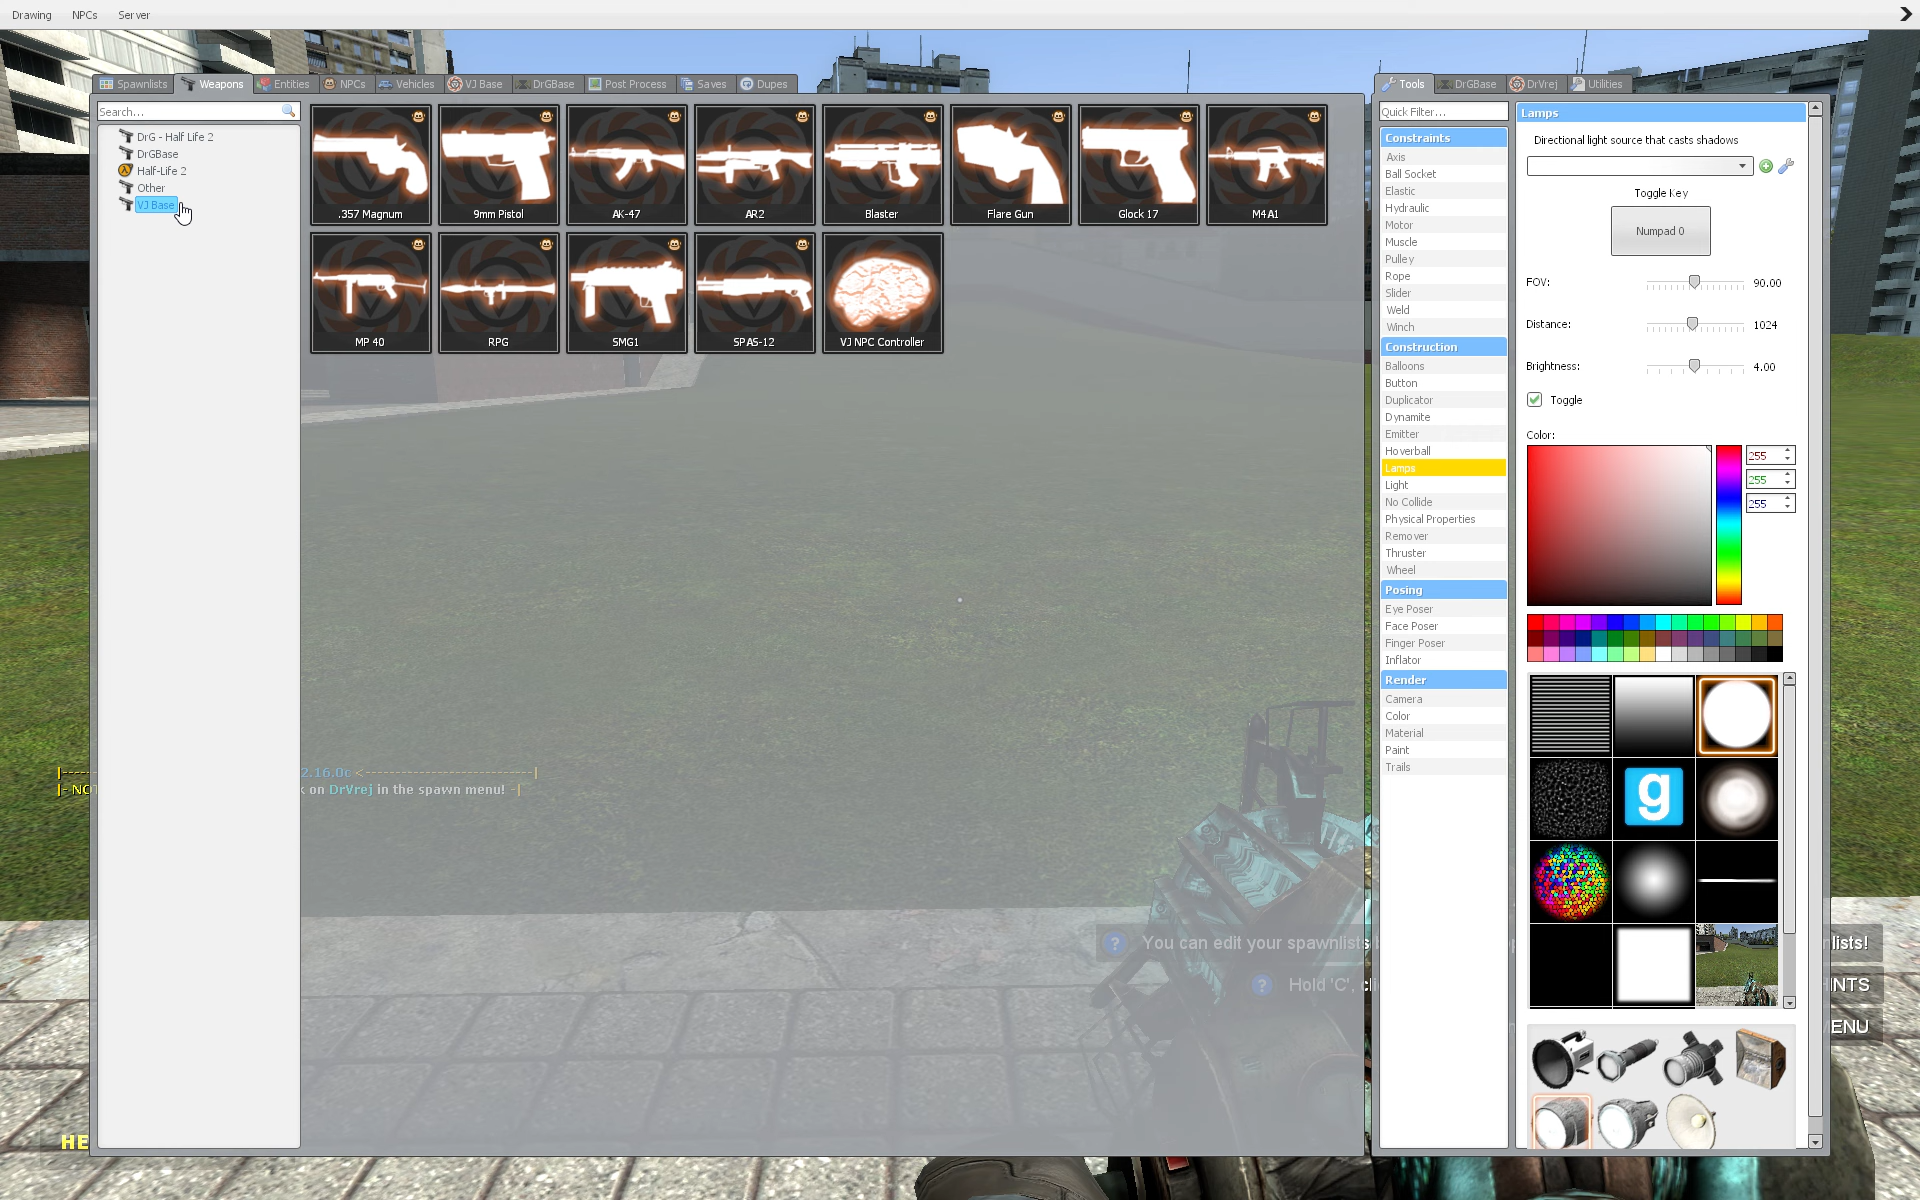 Drawing NPCs Server
Spawnlists Weapons Entities NPCs Vehicles VJ Base DrGBase Post Process Saves Dupes
Search...
DrG - Half Life 2
DrGBase
Half-Life 2
Other
VJ Base
.357 Magnum 9mm Pistol AK-47 AR2 Blaster Flare Gun Glock 17 M4A1
MP 40 RPG SMG1 SPAS-12 VJ NPC Controller
2.16.0c <
- NOT
k on DrVrej in the spawn menu! -
You can edit your spawnlists
lists!
Hold 'C', cli
INTS
ENU
HE
Tools DrGBase DrVrej Utilities
Quick Filter...
Constraints
Axis
Ball Socket
Elastic
Hydraulic
Motor
Muscle
Pulley
Rope
Slider
Weld
Winch
Construction
Balloons
Button
Duplicator
Dynamite
Emitter
Hoverball
Lamps
Light
No Collide
Physical Properties
Remover
Thruster
Wheel
Posing
Eye Poser
Face Poser
Finger Poser
Inflator
Render
Camera
Color
Material
Paint
Trails
Lamps
Directional light source that casts shadows
Toggle Key
Numpad 0
FOV: 90.00
Distance: 1024
Brightness: 4.00
Toggle
Color:
255
255
255
g